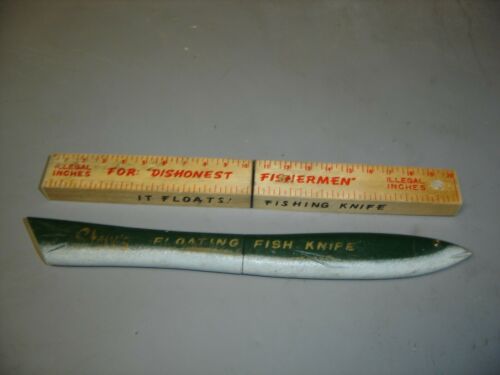 ILLEGAL INCHES
FOR: DISHONEST FISHERMEN"
ILLEGAL INCHES
IT FLOATS! FISHING KNIFE
FLOATING FISH KNIFE